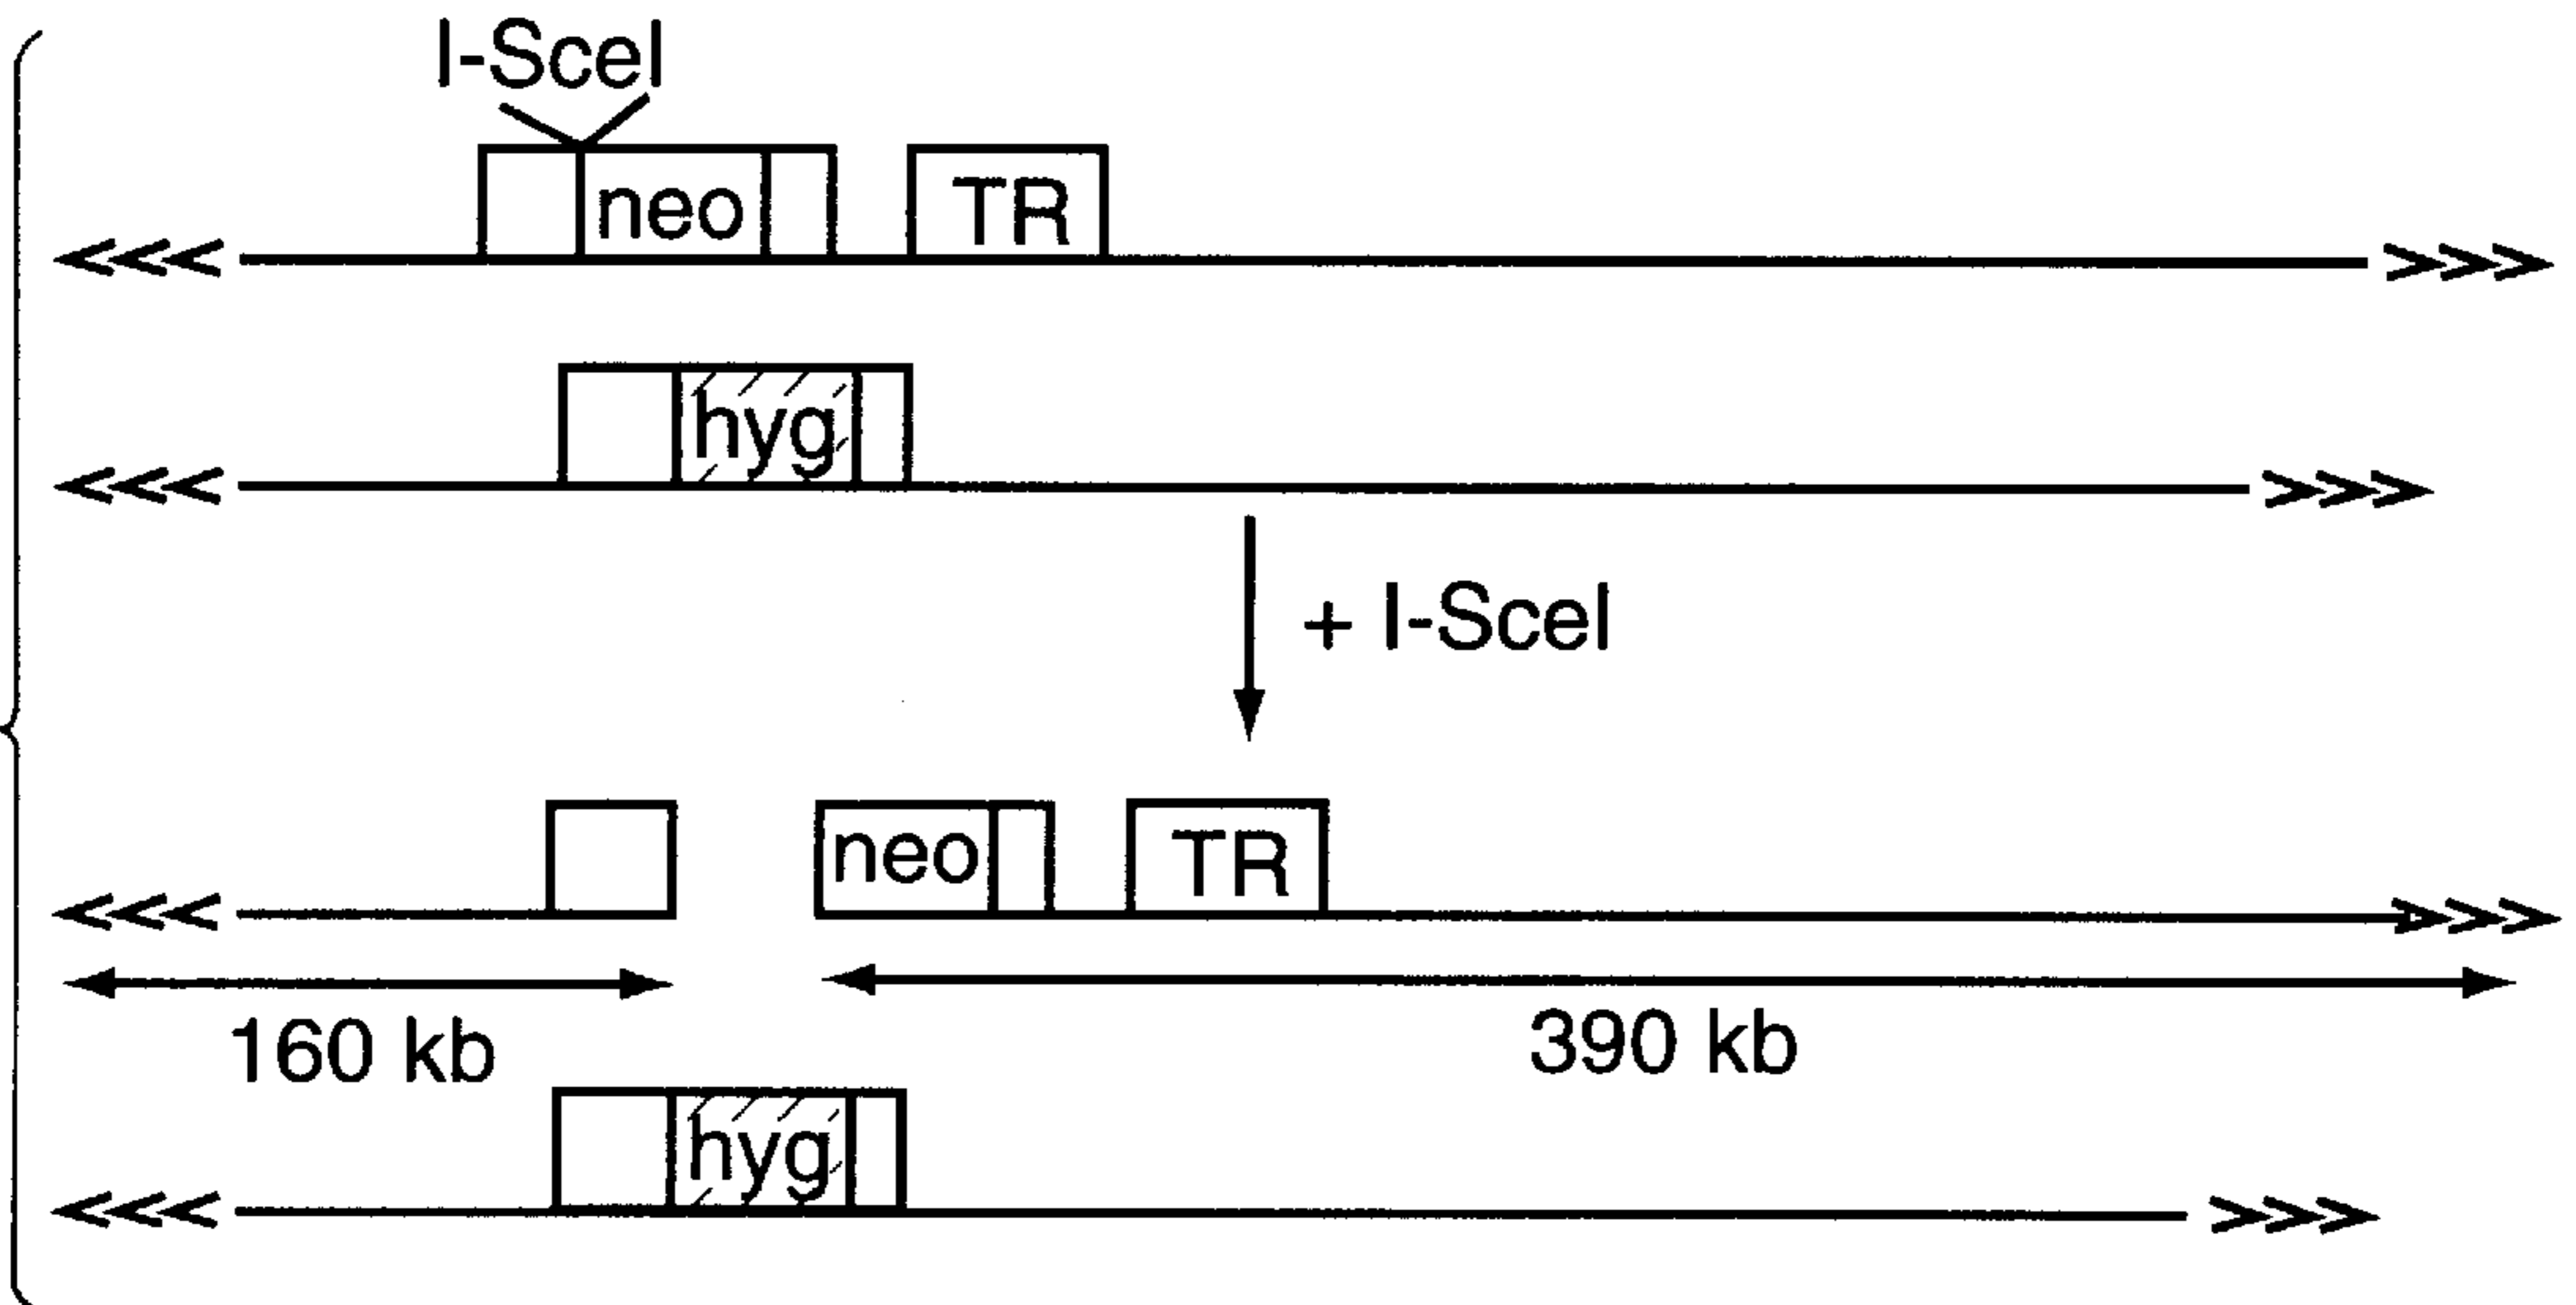 I-SceI
neo TR
hyg
+ I-SceI
neo TR
160 kb
390 kb
hyg